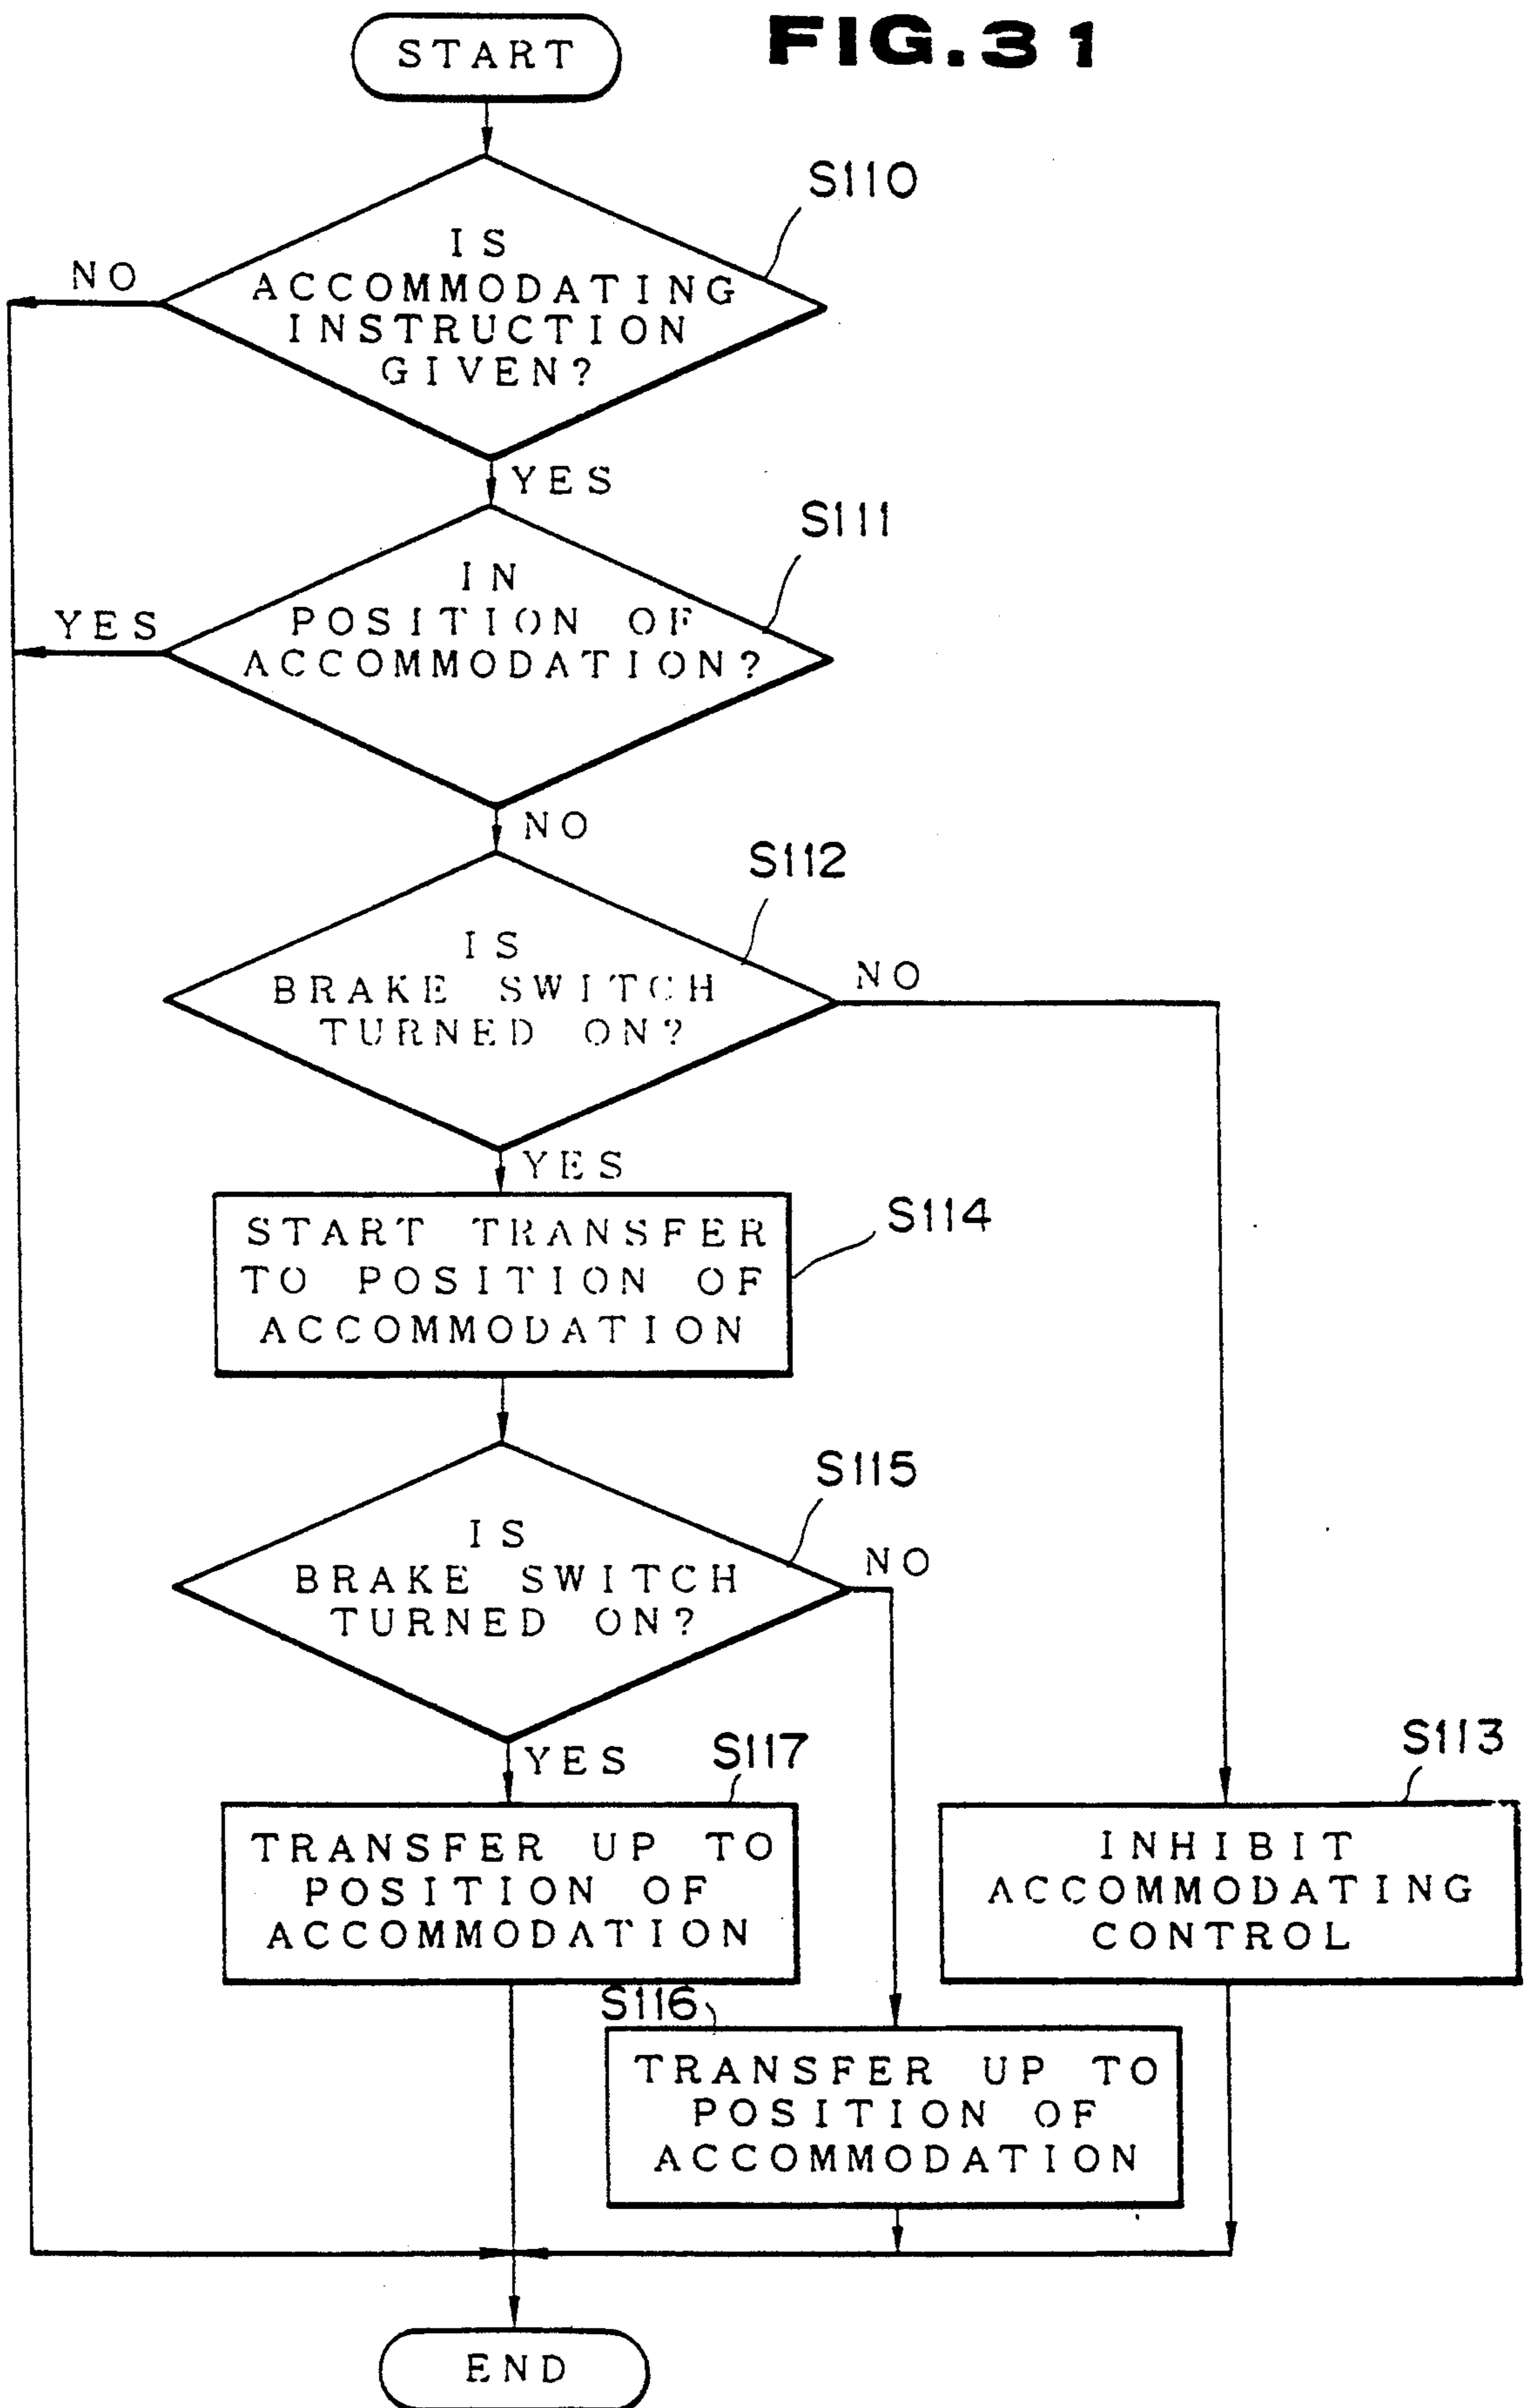 FIG.31
START
S110
IS
ACCOMMODATING
INSTRUCTION
GIVEN?
NO
YES
S111
IN
POSITION OF
ACCOMMODATION?
YES
NO
S112
IS
BRAKE SWITCH
TURNED ON?
NO
YES
S114
START TRANSFER
TO POSITION OF
ACCOMMODATION
S115
IS
BRAKE SWITCH
TURNED ON?
NO
YES
S117
TRANSFER UP TO
POSITION OF
ACCOMMODATION
S113
INHIBIT
ACCOMMODATING
CONTROL
S116
TRANSFER UP TO
POSITION OF
ACCOMMODATION
END